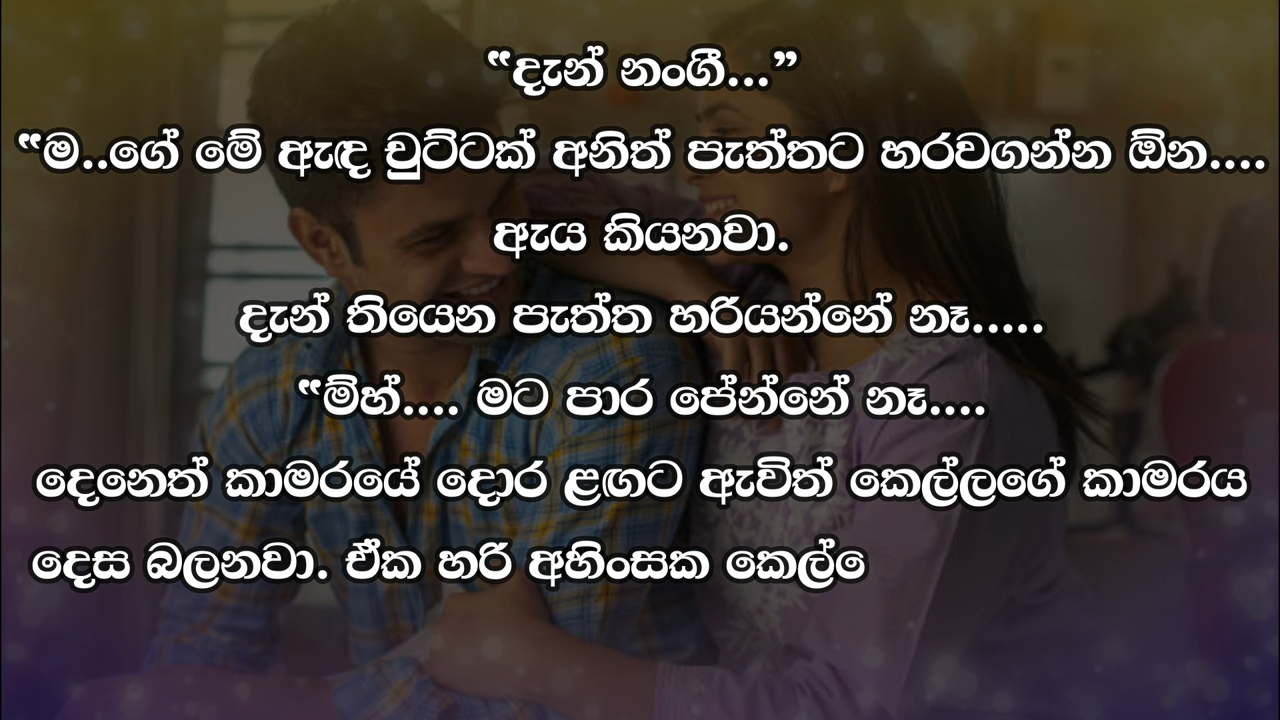 “දැන් නංගී...”
“ම..ගේ මේ ඇඳ චුට්ටක් අනිත් පැත්තට හරවගන්න ඕන....
ඇය කියනවා.
දැන් තියෙන පැත්ත හරියන්නේ නෑ.....
“ම්හ්.... මට පාර පේන්නේ නෑ....
දෙනෙත් කාමරයේ දොර ළඟට ඇවිත් කෙල්ලගේ කාමරය
දෙස බලනවා. ඒක හරි අහිංසක කෙල්ෙ